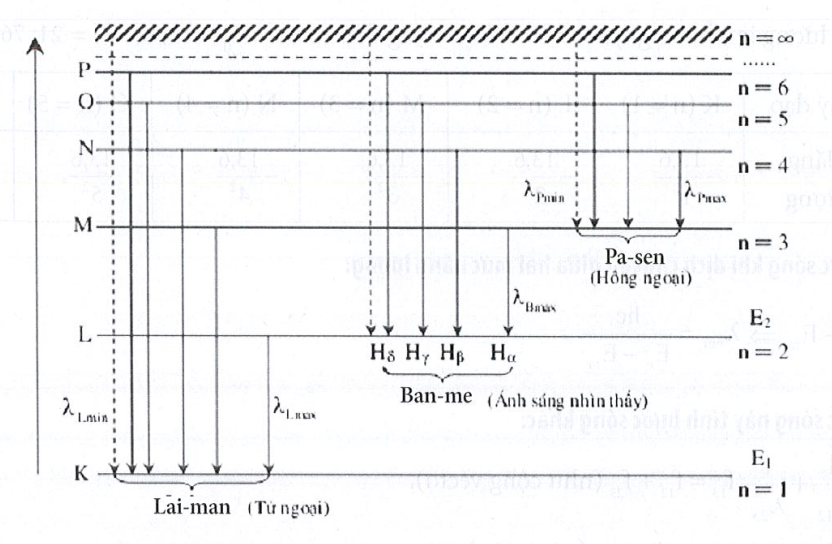 n = ∞
......
P
n = 6
O
n = 5
N
n = 4
λPmin
λPmax
M
n = 3
Pa-sen
(Hồng ngoại)
λBmax
L
E2
n = 2
Hδ Hγ Hβ Hα
Ban-me (Ánh sáng nhìn thấy)
λLmin
λLmax
K
E1
n = 1
Lai-man (Tử ngoại)